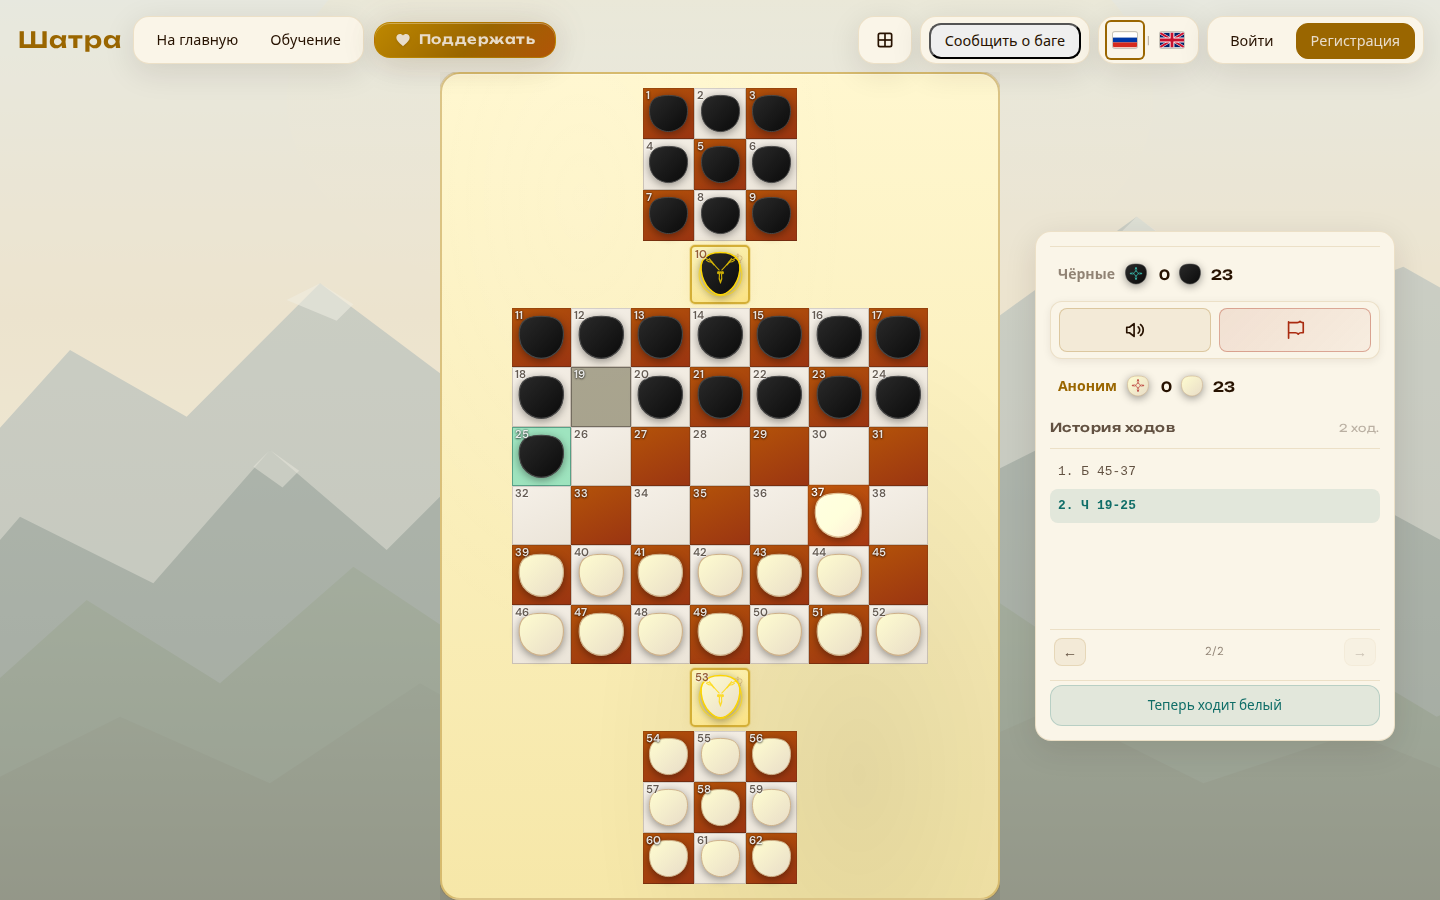 Шатра
На главную Обучение Поддержать Сообщить о баге Войти Регистрация
1 2 3
4 5 6
7 8 9
10
11 12 13 14 15 16 17
18 19 20 21 22 23 24
25 26 27 28 29 30 31
32 33 34 35 36 37 38
39 40 41 42 43 44 45
46 47 48 49 50 51 52
53
54 55 56
57 58 59
60 61 62
Чёрные 0 23
Аноним 0 23
История ходов 2 ход.
1. Б 45-37
2. Ч 19-25
← 2/2 →
Теперь ходит белый